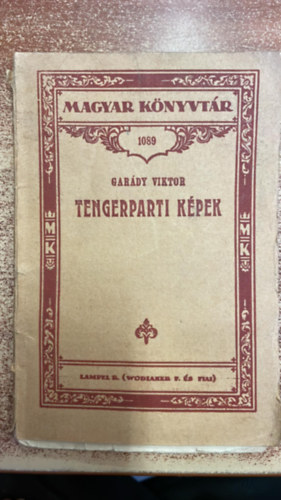 MAGYAR KÖNYVTÁR
1089
GARÁDY VIKTOR
TENGERPARTI KÉPEK
M K
M K
LAMPEL R. (WODIANER F. ÉS FIAI)